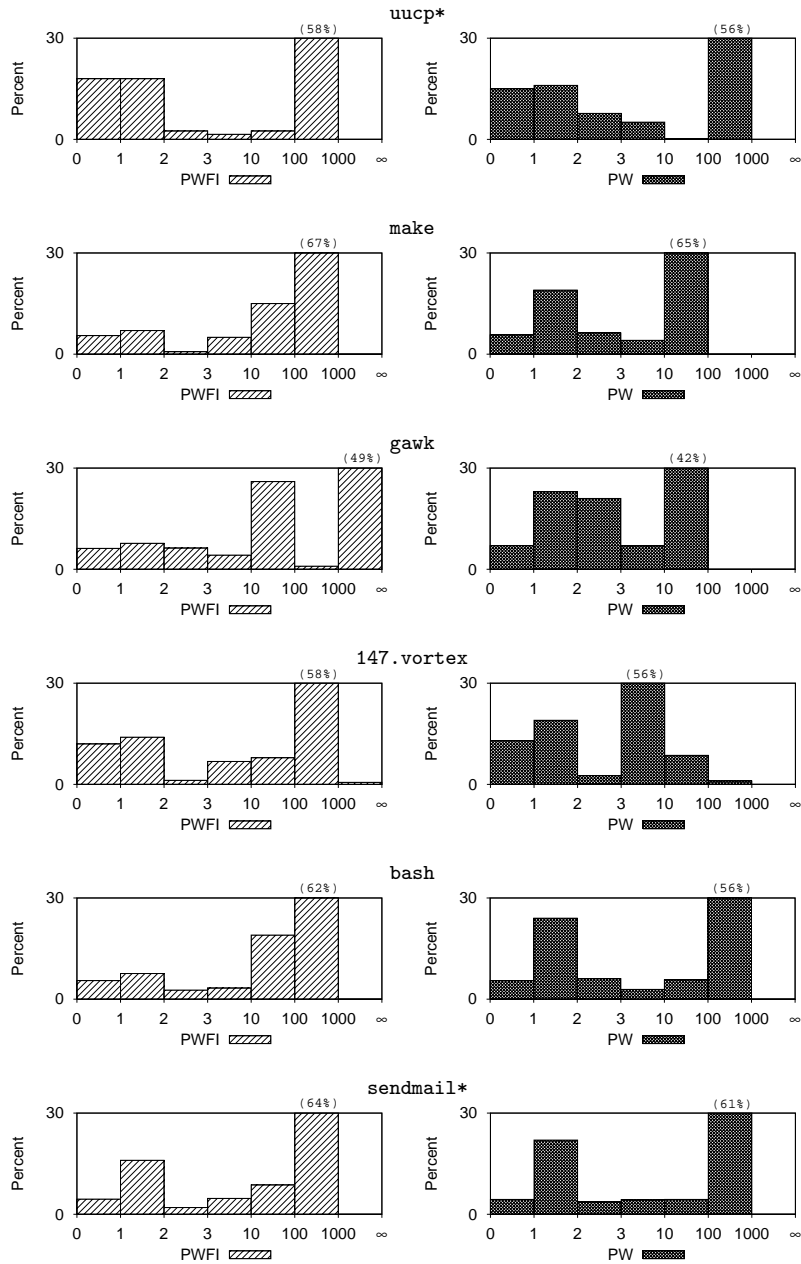 uucp*
(58%) (56%)
30 30
Percent Percent
0 0
0 1 2 3 10 100 1000 ∞ 0 1 2 3 10 100 1000 ∞
PWFI PW
make
(67%) (65%)
30 30
Percent Percent
0 0
0 1 2 3 10 100 1000 ∞ 0 1 2 3 10 100 1000 ∞
PWFI PW
gawk
(49%) (42%)
30 30
Percent Percent
0 0
0 1 2 3 10 100 1000 ∞ 0 1 2 3 10 100 1000 ∞
PWFI PW
147.vortex
(58%) (56%)
30 30
Percent Percent
0 0
0 1 2 3 10 100 1000 ∞ 0 1 2 3 10 100 1000 ∞
PWFI PW
bash
(62%) (56%)
30 30
Percent Percent
0 0
0 1 2 3 10 100 1000 ∞ 0 1 2 3 10 100 1000 ∞
PWFI PW
sendmail*
(64%) (61%)
30 30
Percent Percent
0 0
0 1 2 3 10 100 1000 ∞ 0 1 2 3 10 100 1000 ∞
PWFI PW